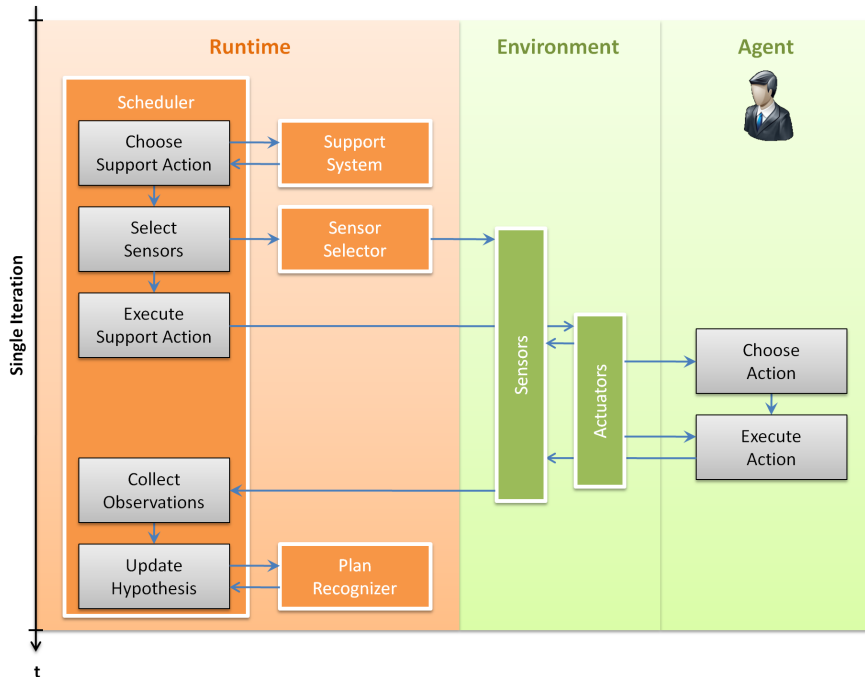 Runtime
Environment
Agent
Scheduler
Choose
Support Action
Support
System
Select
Sensors
Sensor
Selector
Execute
Support Action
Sensors
Actuators
Choose
Action
Execute
Action
Collect
Observations
Update
Hypothesis
Plan
Recognizer
Single Iteration
t